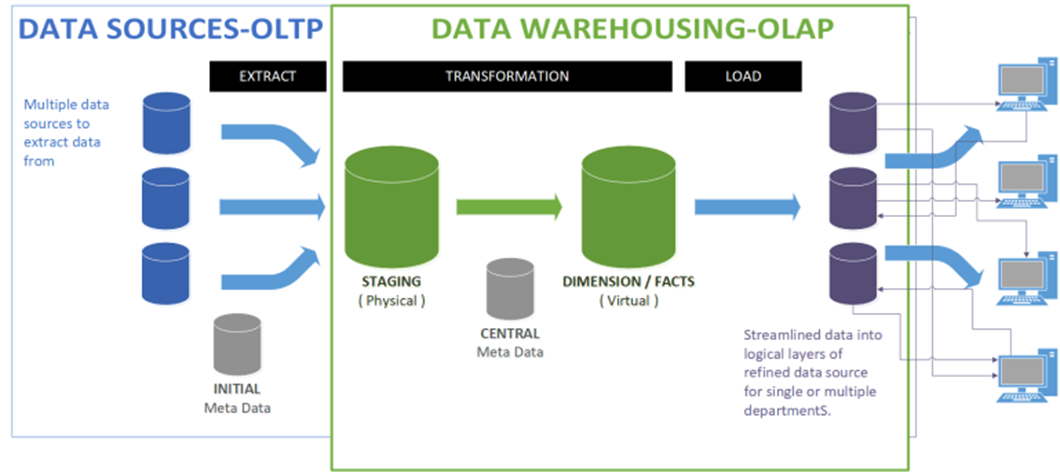 DATA SOURCES-OLTP
DATA WAREHOUSING-OLAP
EXTRACT
TRANSFORMATION
LOAD
Multiple data
sources to
extract data
from
STAGING
( Physical )
DIMENSION / FACTS
( Virtual )
CENTRAL
Meta Data
INITIAL
Meta Data
Streamlined data into
logical layers of
refined data source
for single or multiple
departmentS.